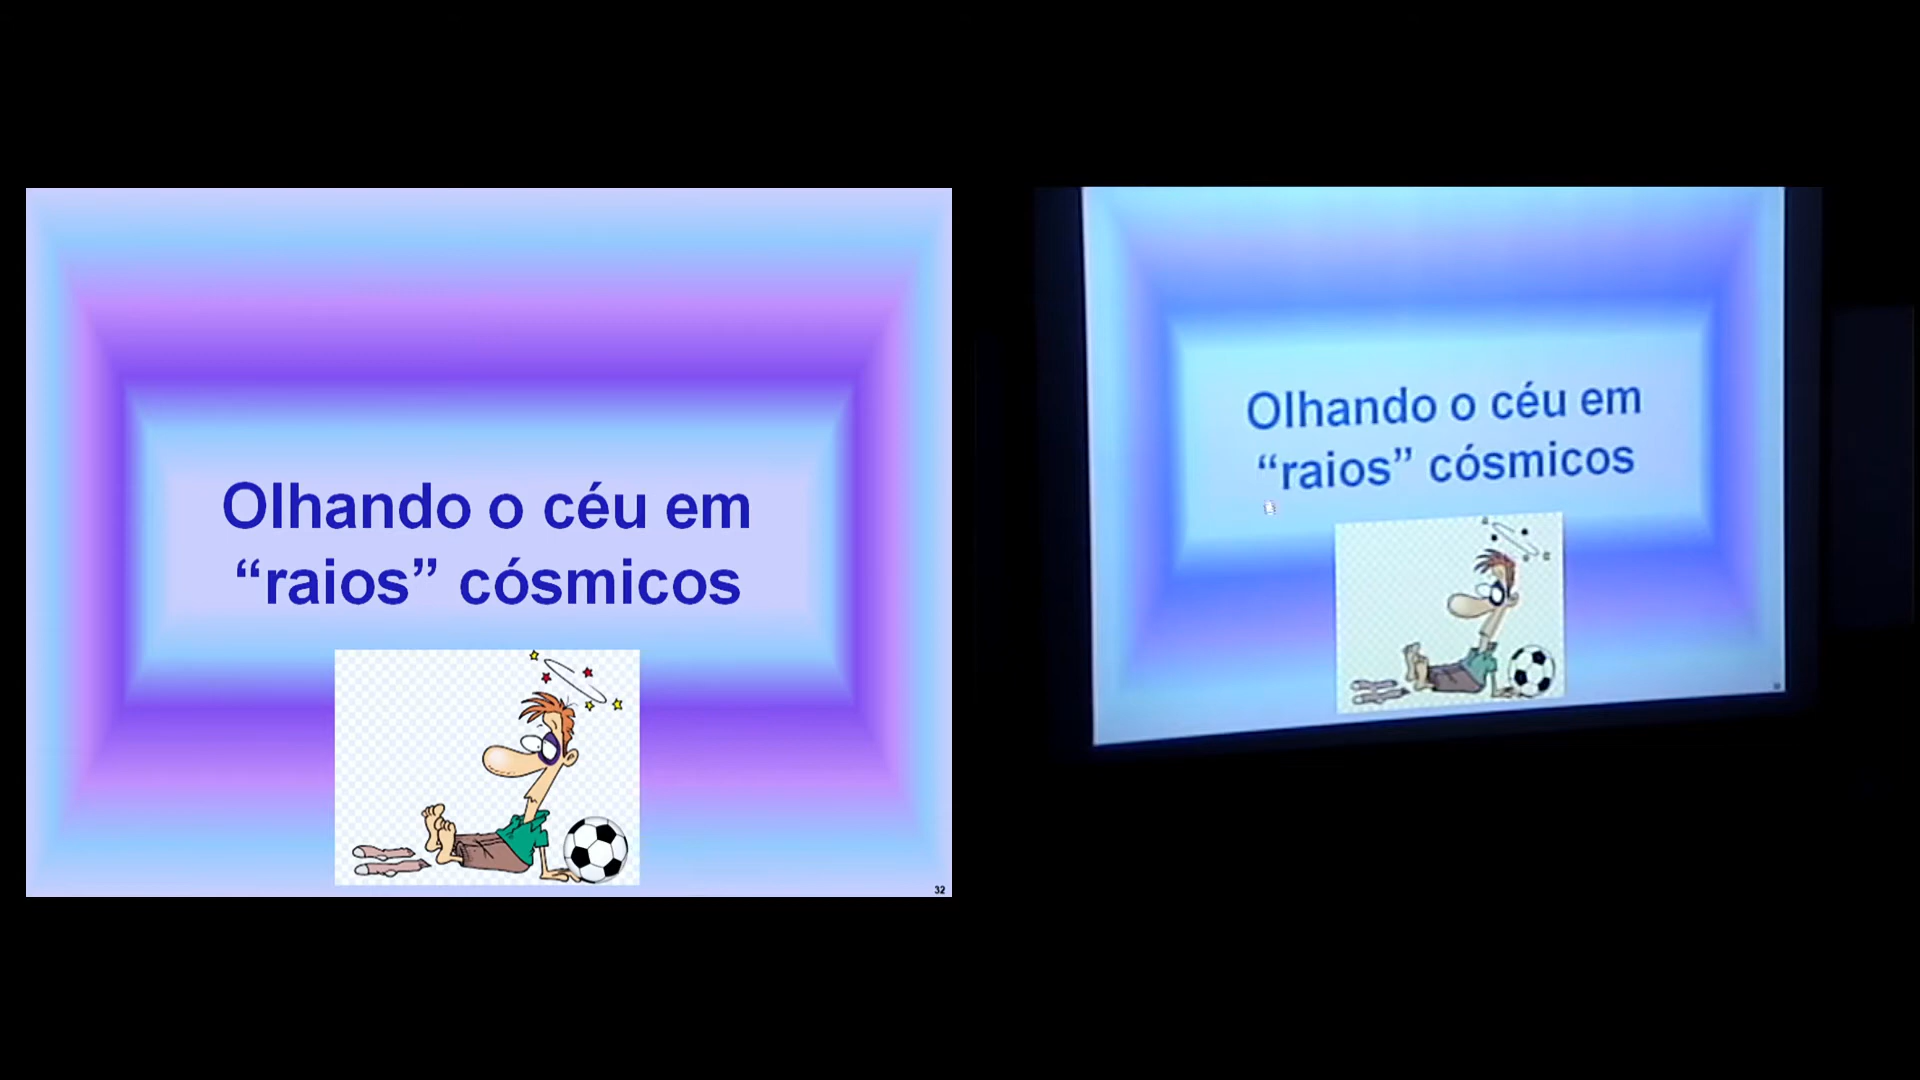 Olhando o céu em
“raios” cósmicos
32
Olhando o céu em
“raios” cósmicos